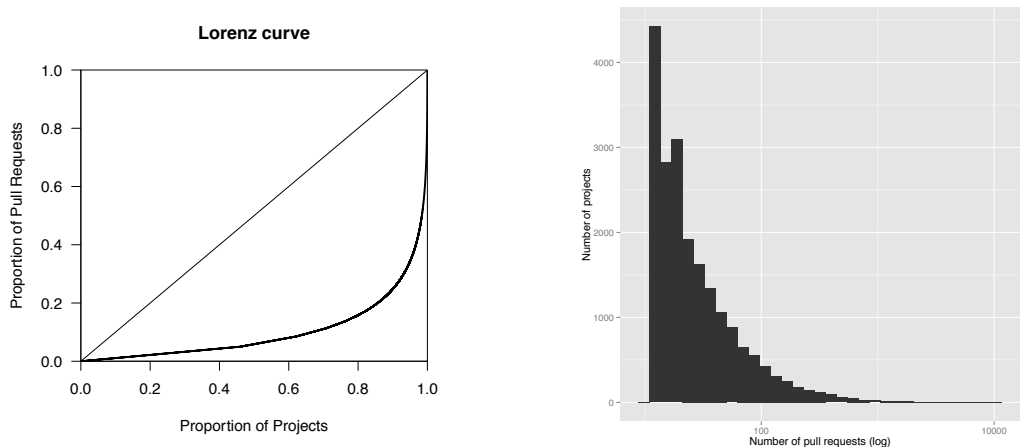 Lorenz curve
Proportion of Pull Requests
1.0
0.8
0.6
0.4
0.2
0.0
0.0 0.2 0.4 0.6 0.8 1.0
Proportion of Projects
Number of projects
4000
3000
2000
1000
0
100 10000
Number of pull requests (log)